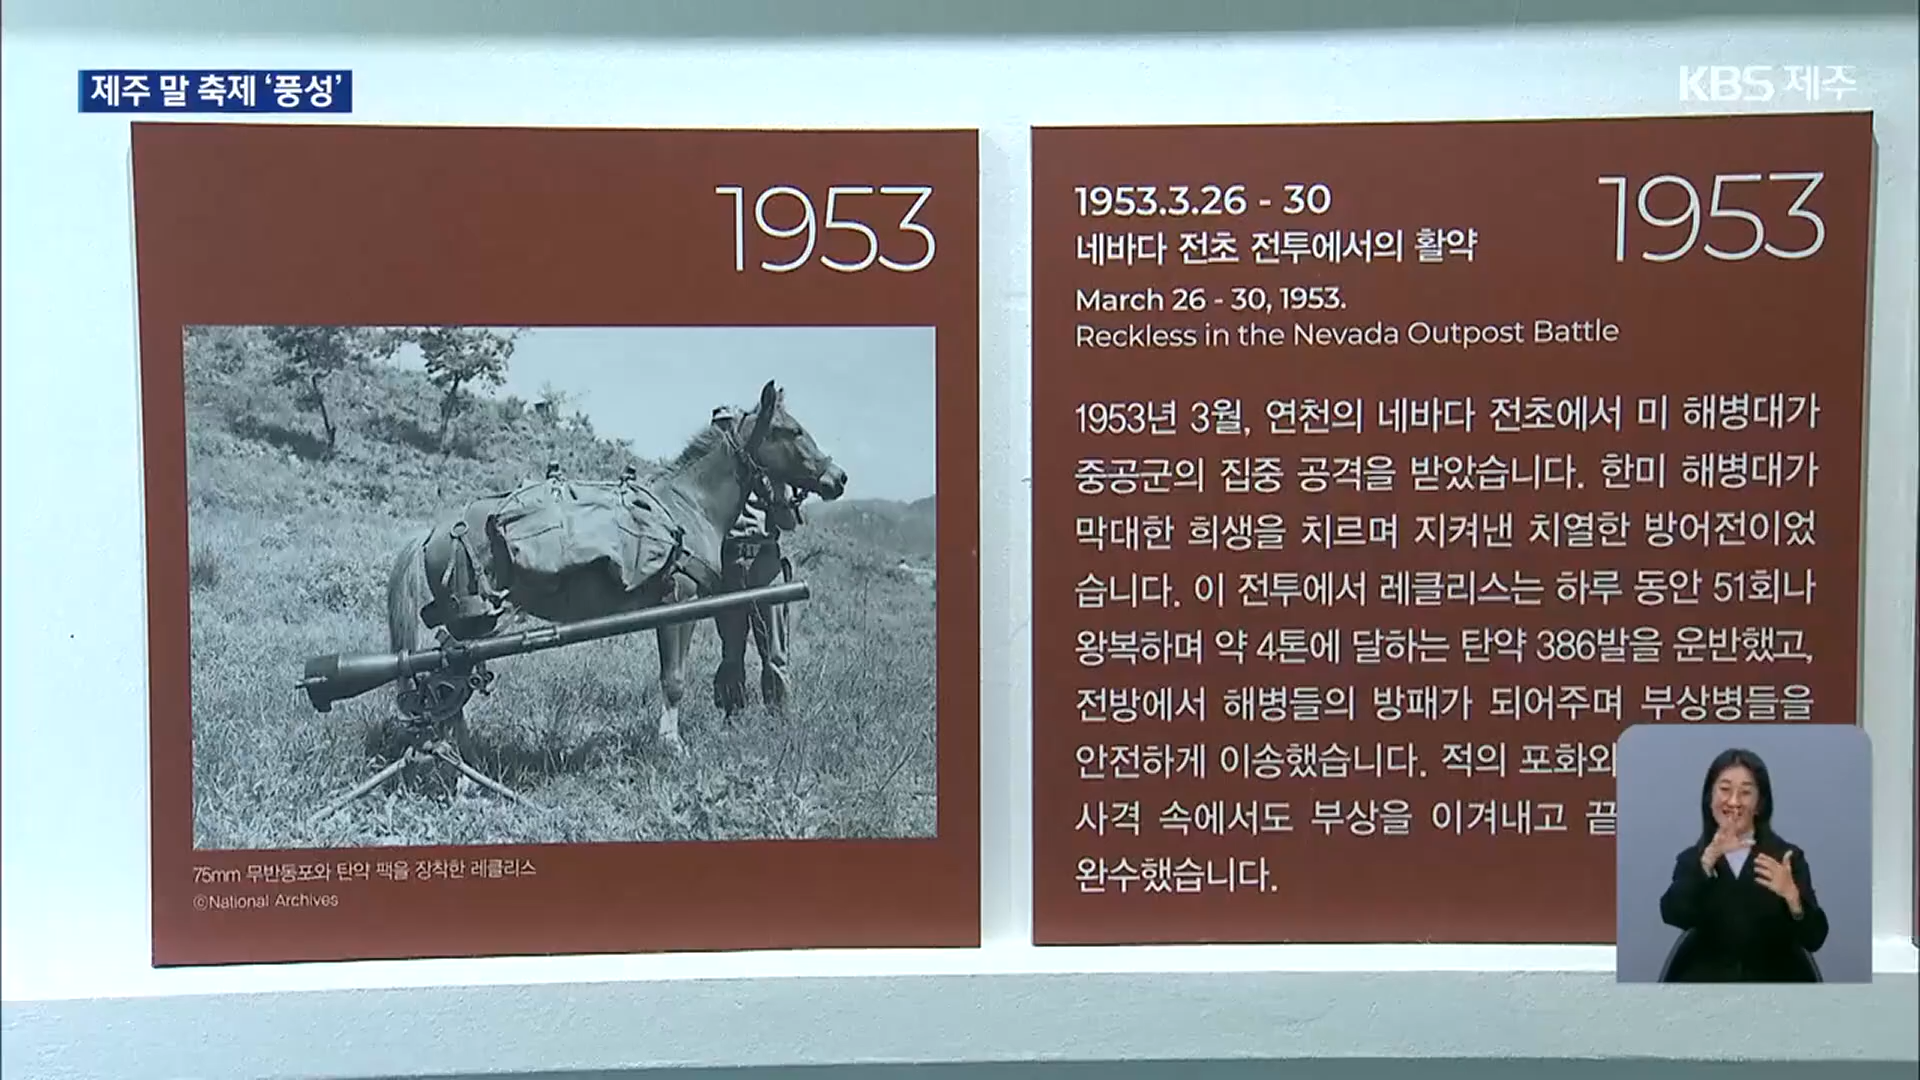 제주 말 축제 ‘풍성’
KBS 제주
1953
75mm 무반동포와 탄약 팩을 장착한 레클리스
©National Archives
1953
1953.3.26 - 30
네바다 전초 전투에서의 활약
March 26 - 30, 1953.
Reckless in the Nevada Outpost Battle
1953년 3월, 연천의 네바다 전초에서 미 해병대가
중공군의 집중 공격을 받았습니다. 한미 해병대가
막대한 희생을 치르며 지켜낸 치열한 방어전이었
습니다. 이 전투에서 레클리스는 하루 동안 51회나
왕복하며 약 4톤에 달하는 탄약 386발을 운반했고,
전방에서 해병들의 방패가 되어주며 부상병들을
안전하게 이송했습니다. 적의 포화와
사격 속에서도 부상을 이겨내고 끝
완수했습니다.